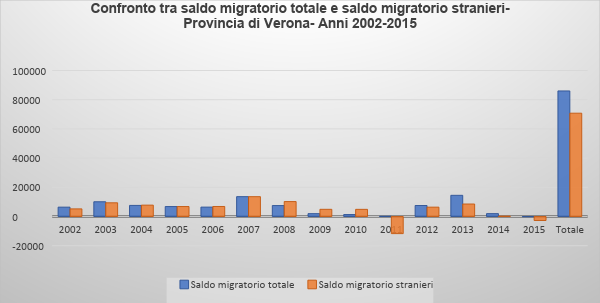 Confronto tra saldo migratorio totale e saldo migratorio stranieri-
Provincia di Verona- Anni 2002-2015
100000
80000
60000
40000
20000
0
-20000
2002 2003 2004 2005 2006 2007 2008 2009 2010 2011 2012 2013 2014 2015 Totale
Saldo migratorio totale Saldo migratorio stranieri